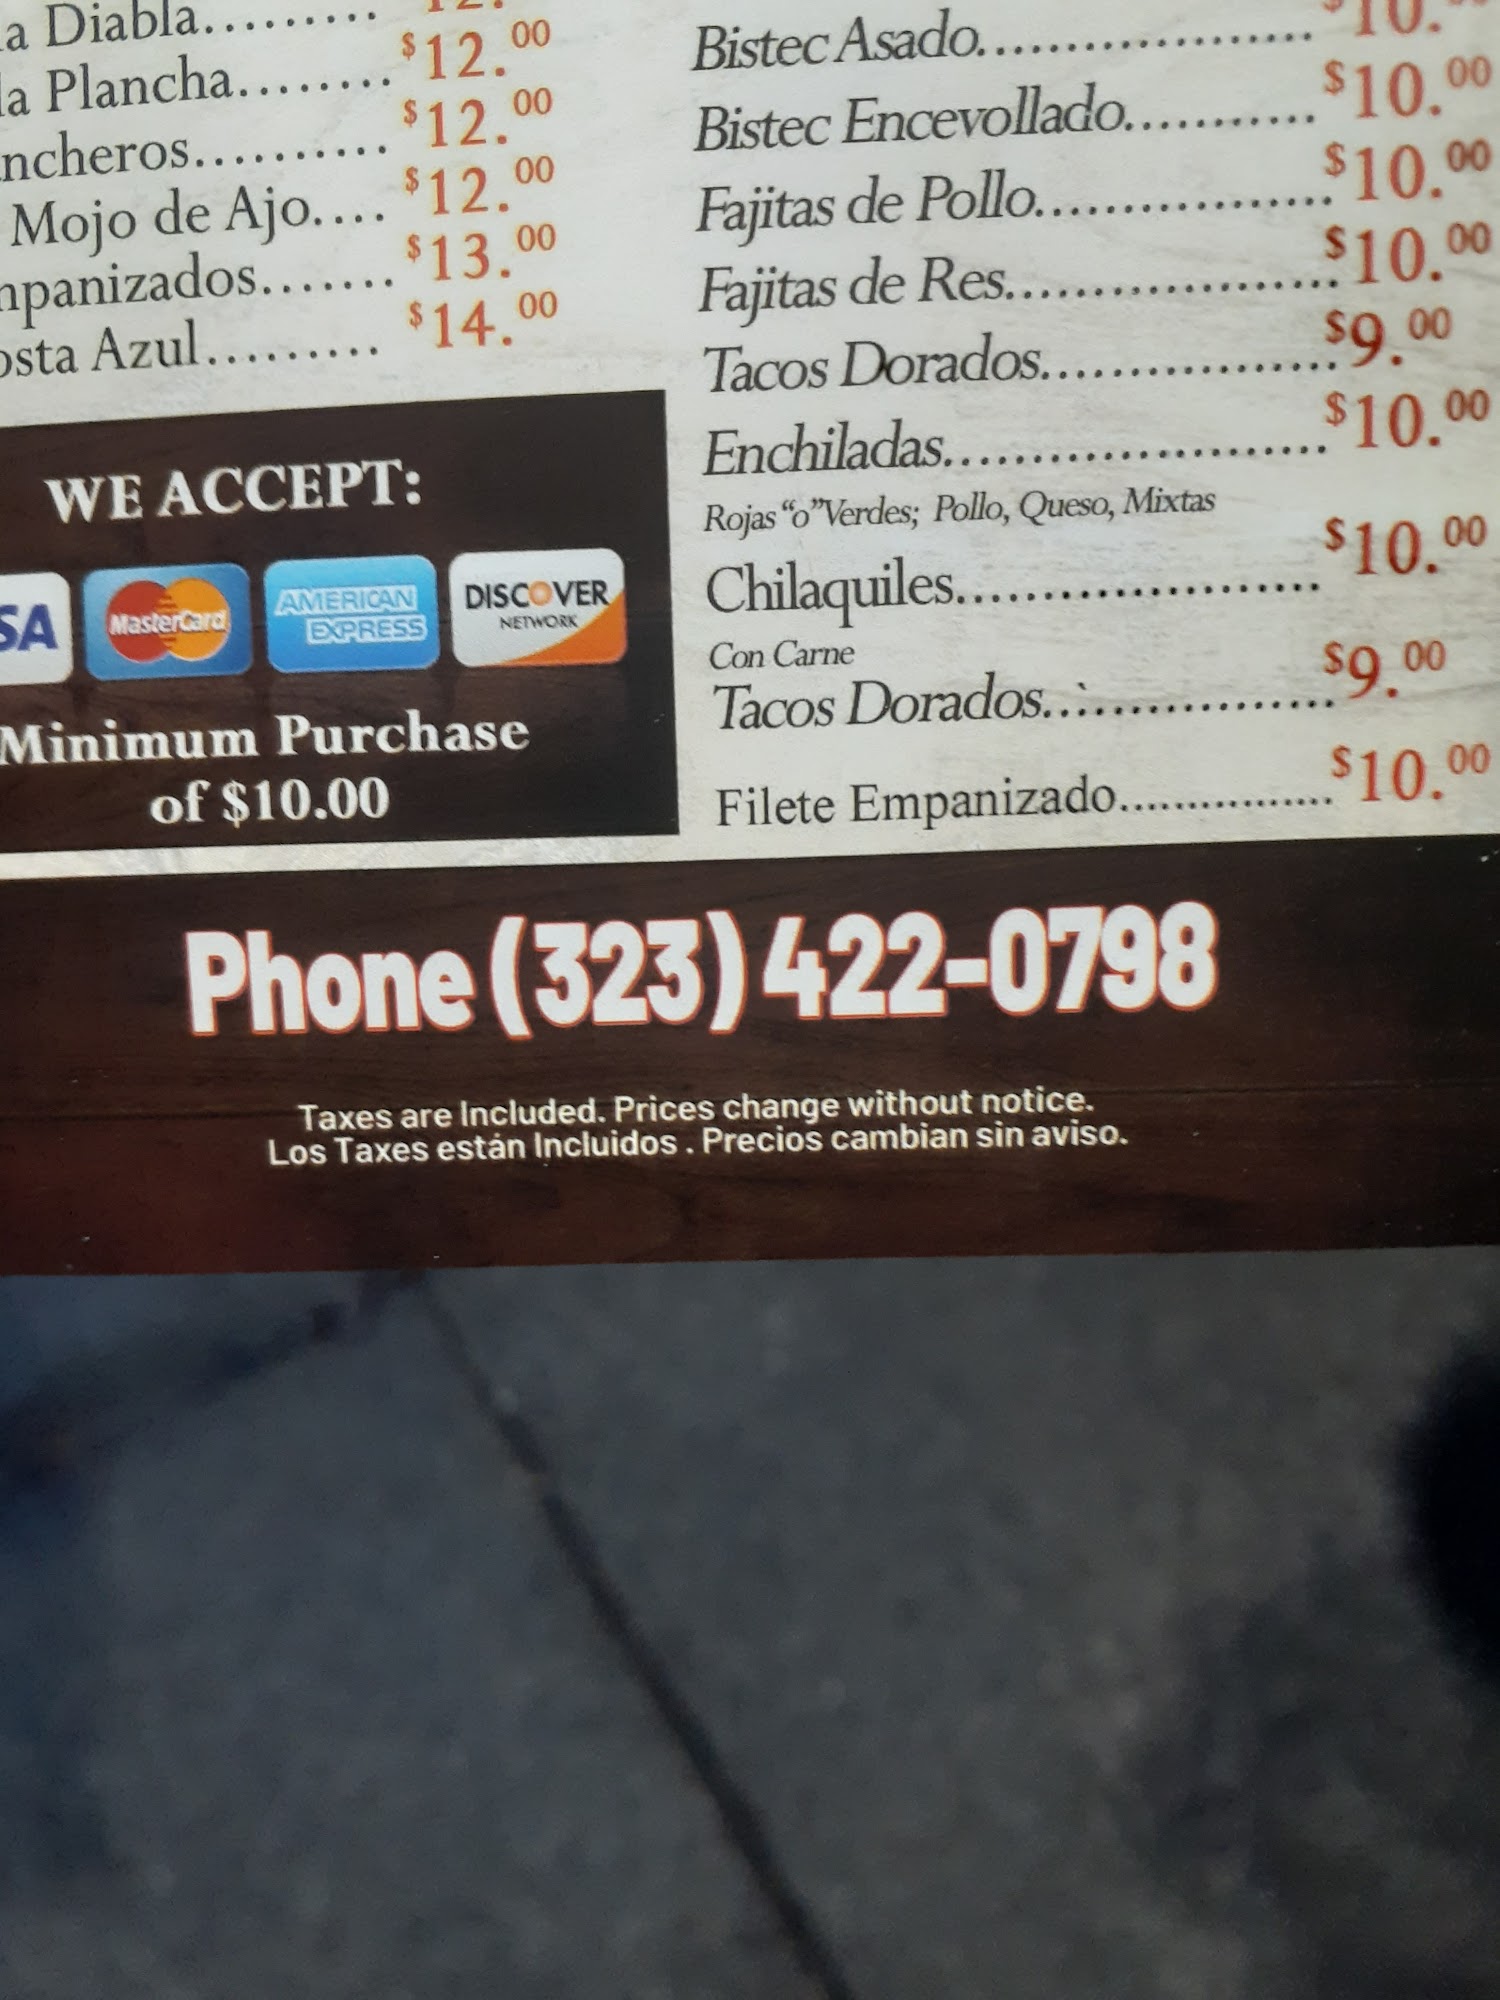 la Diabla.........
la Plancha........ $12.00
ncheros.......... $12.00
Mojo de Ajo.... $12.00
mpanizados....... $13.00
osta Azul......... $14.00
WE ACCEPT:
SA MasterCard AMERICAN EXPRESS DISCOVER NETWORK
Minimum Purchase
of $10.00
Bistec Asado................... $10.
Bistec Encevollado........... $10.00
Fajitas de Pollo................. $10.00
Fajitas de Res................... $10.00
Tacos Dorados................. $9.00
Enchiladas...................... $10.00
Rojas “o”Verdes; Pollo, Queso, Mixtas
Chilaquiles..................... $10.00
Con Carne
Tacos Dorados................. $9.00
Filete Empanizado................ $10.00
Phone (323) 422-0798
Taxes are Included. Prices change without notice.
Los Taxes están Incluidos . Precios cambian sin aviso.